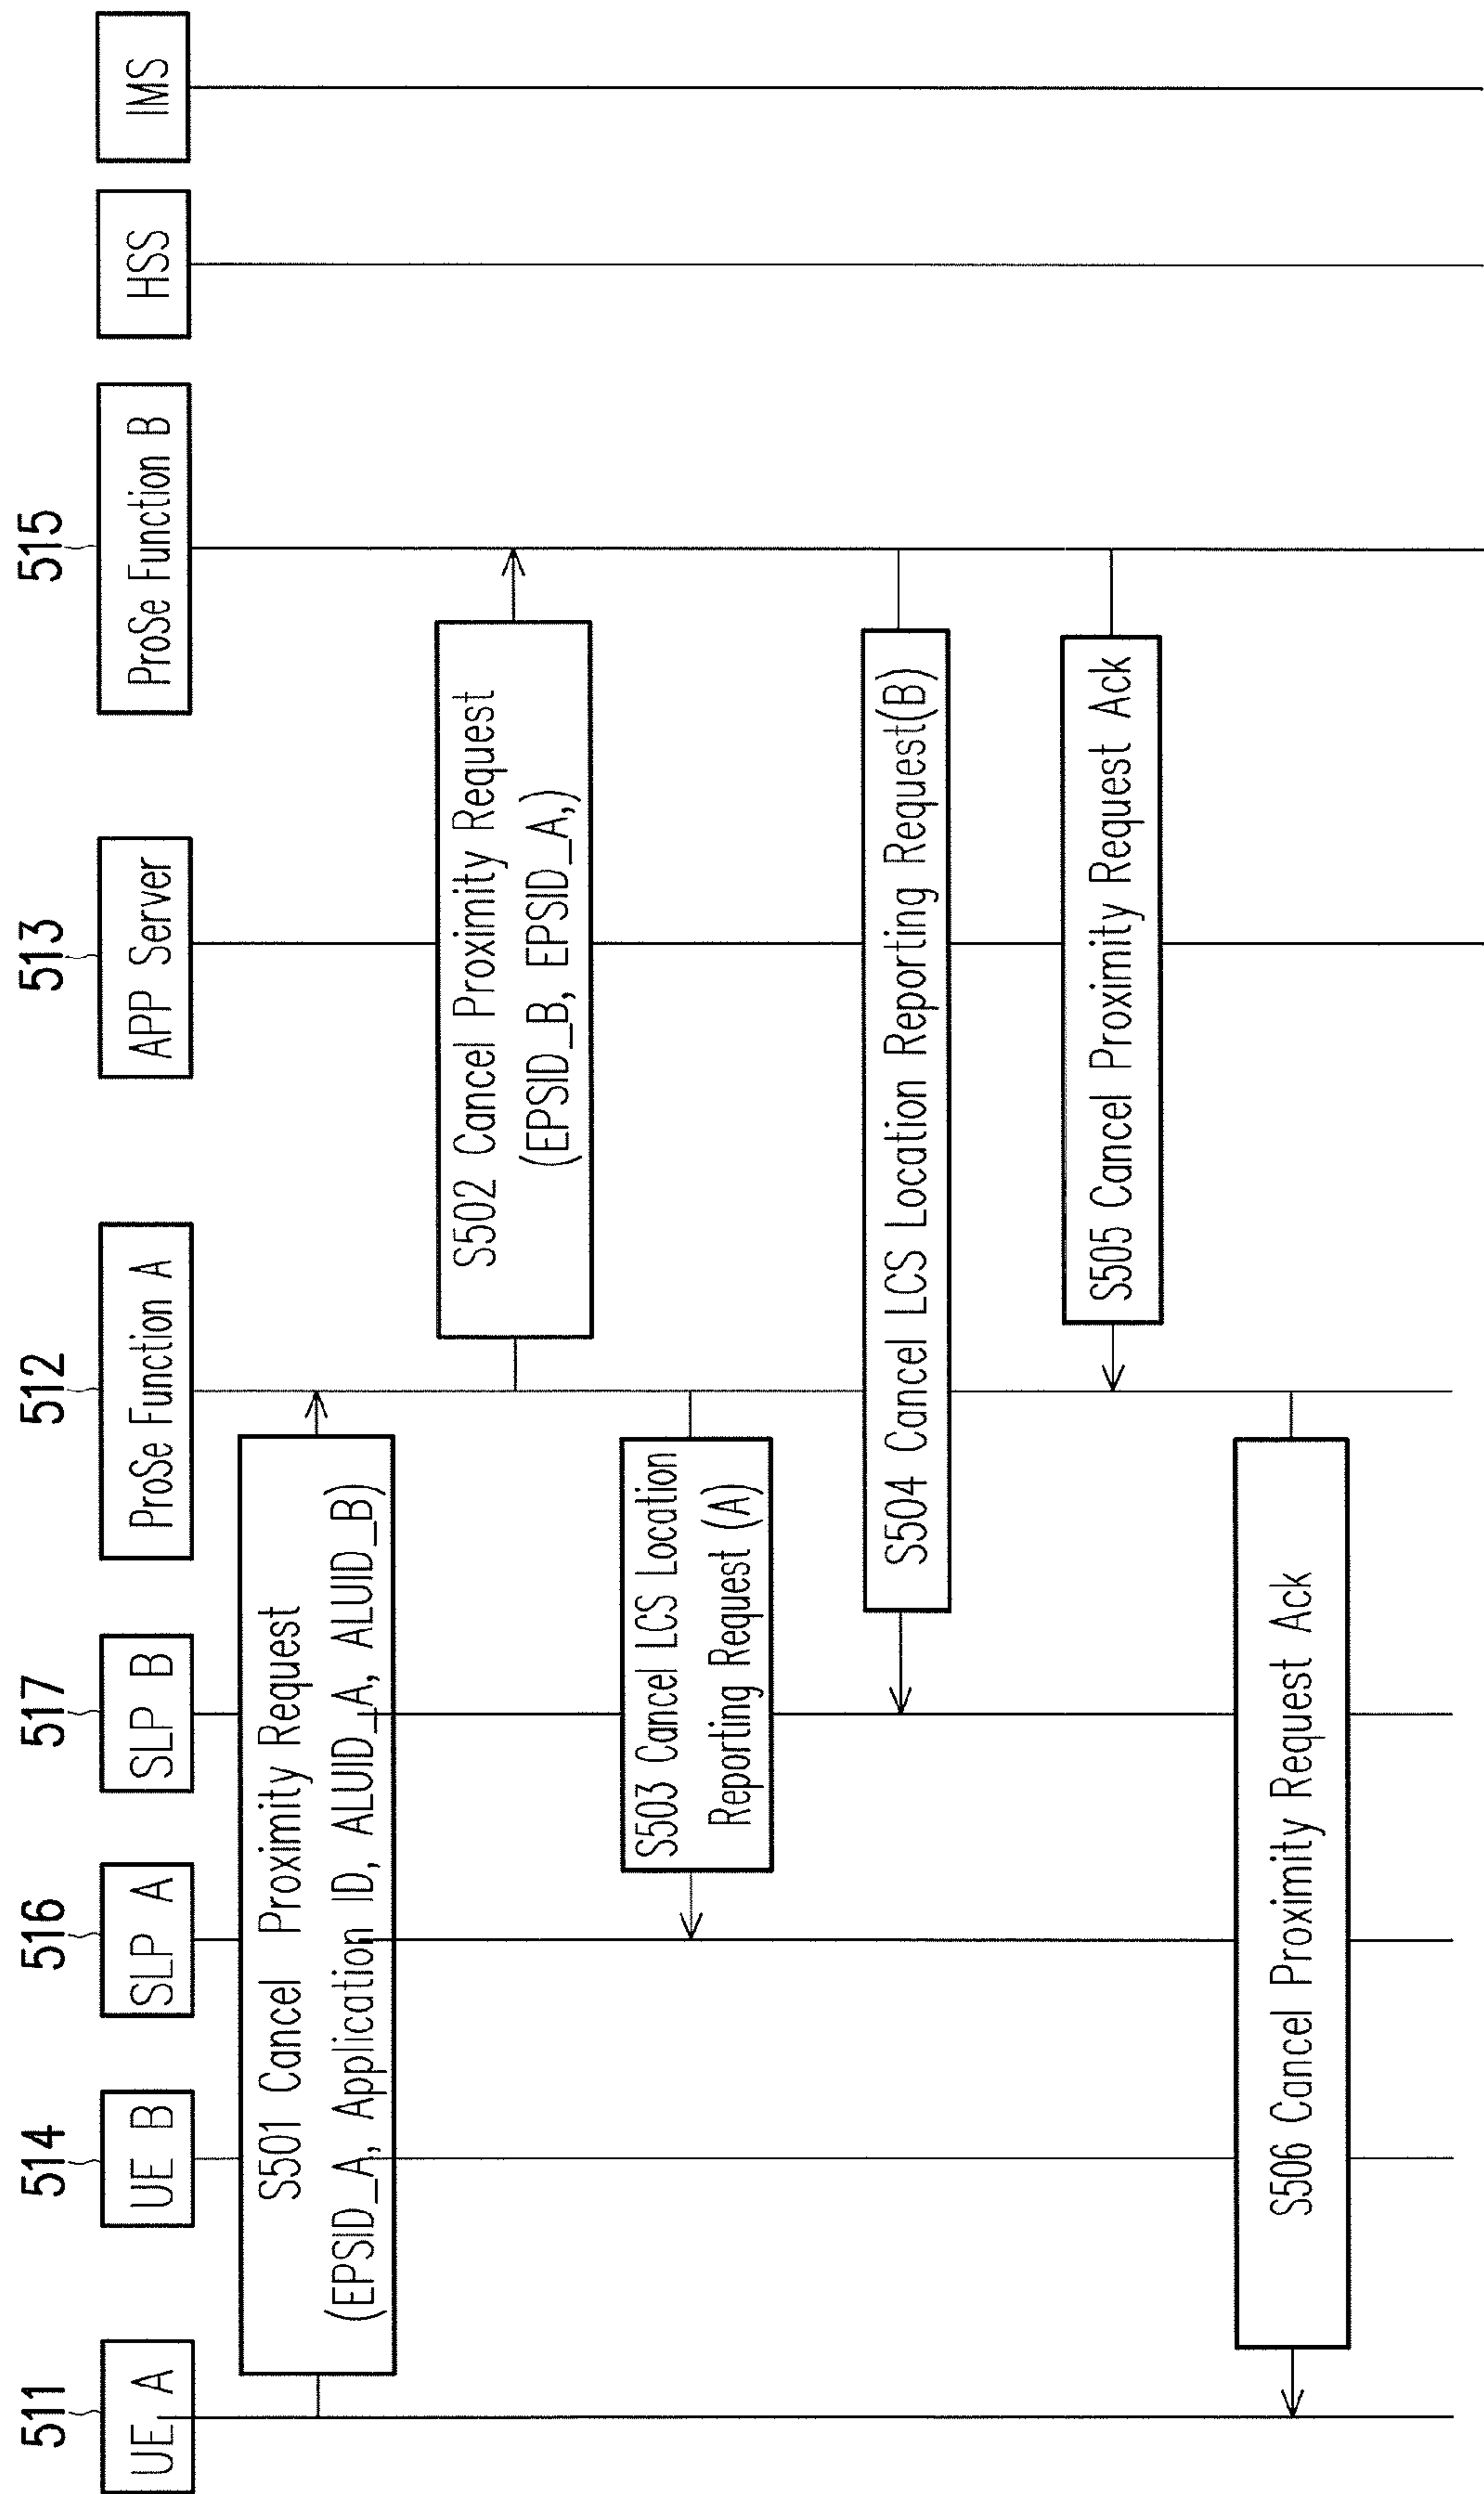 511
514
516
517
512
513
515
UE A
UE B
SLP A
SLP B
ProSe Function A
APP Server
ProSe Function B
HSS
IMS
S501 Cancel Proximity Request
(EPSID_A, Application ID, ALUID_A, ALUID_B)
S502 Cancel Proximity Request
(EPSID_B, EPSID_A,)
S503 Cancel LCS Location
Reporting Request (A)
S504 Cancel LCS Location Reporting Request(B)
S505 Cancel Proximity Request Ack
S506 Cancel Proximity Request Ack